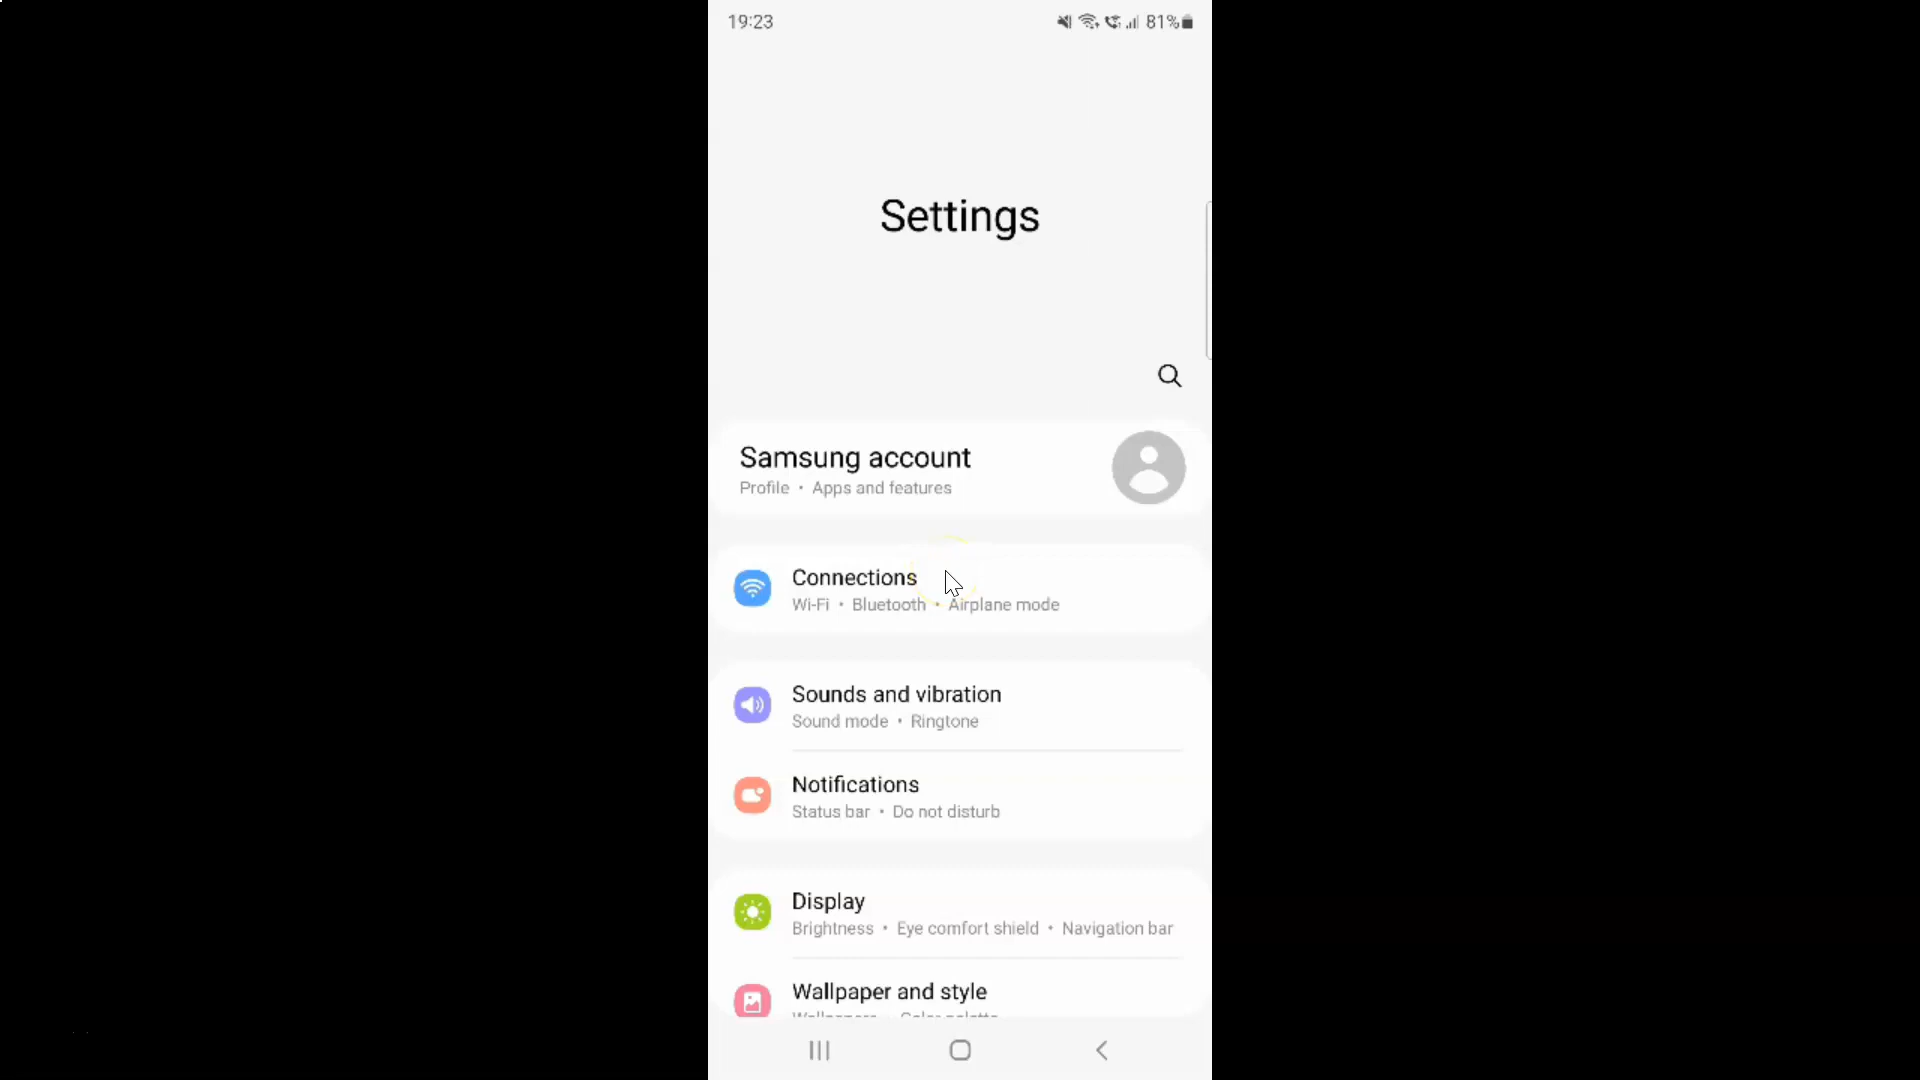 19:23
81%
Settings
Samsung account
Profile • Apps and features
Connections
Wi-Fi • Bluetooth • Airplane mode
Sounds and vibration
Sound mode • Ringtone
Notifications
Status bar • Do not disturb
Display
Brightness • Eye comfort shield • Navigation bar
Wallpaper and style